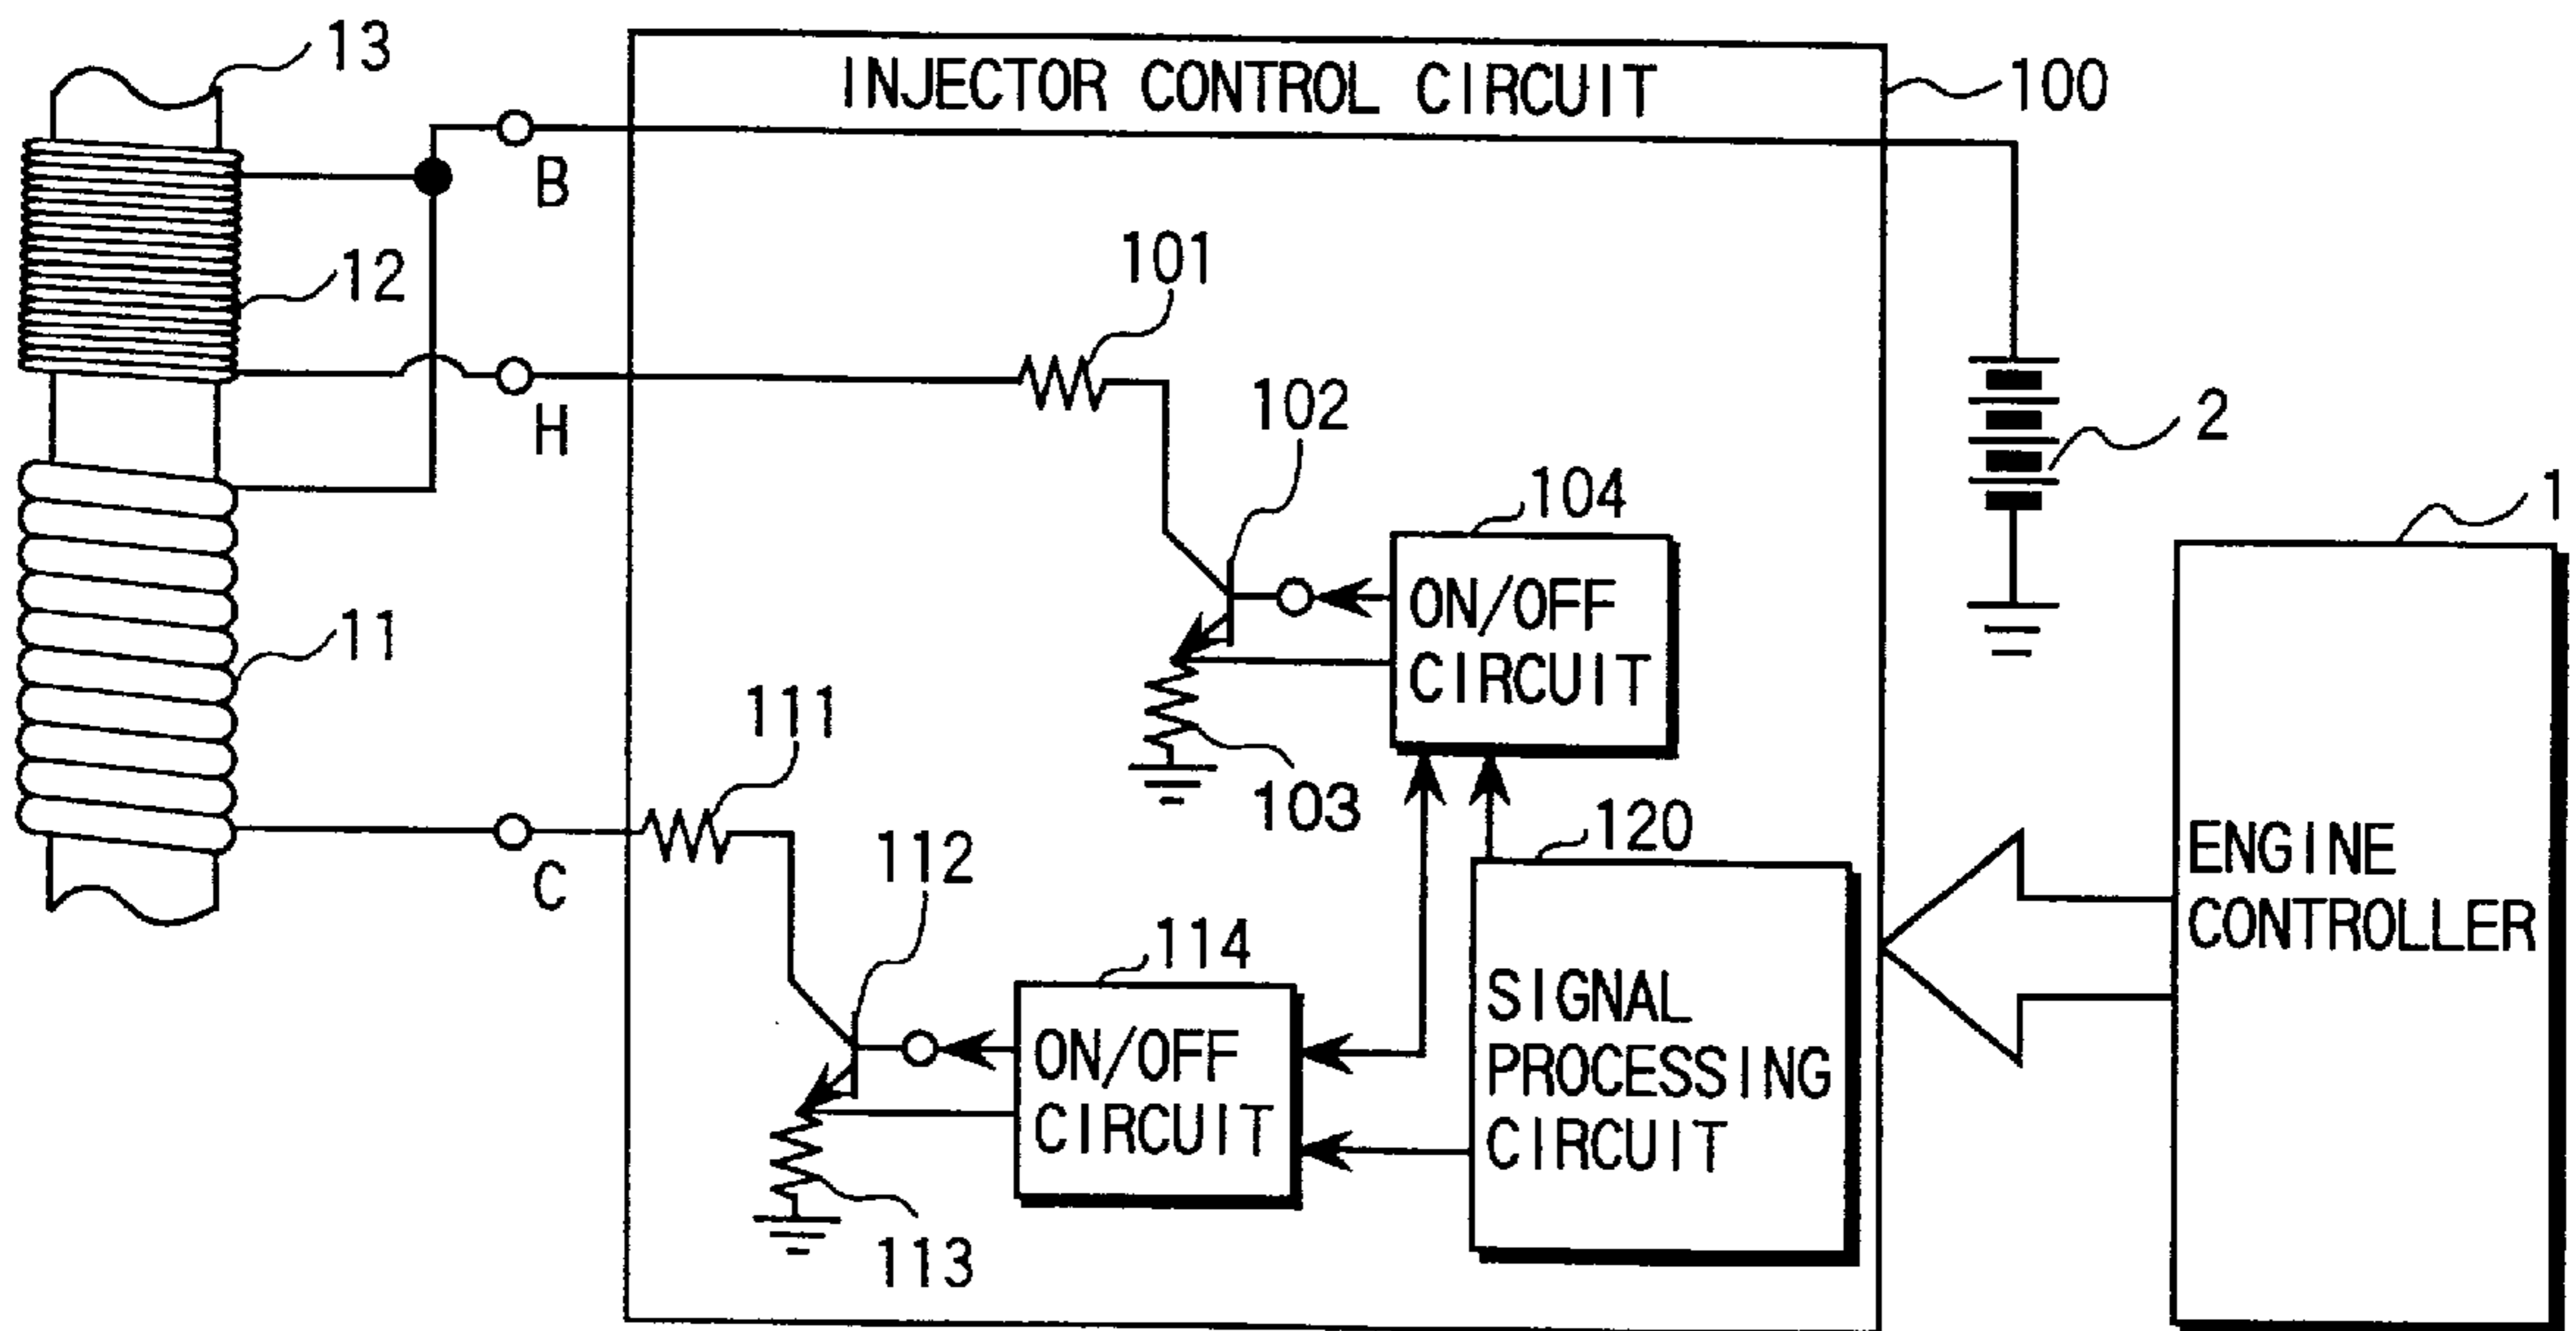 13
INJECTOR CONTROL CIRCUIT
100
B
12
101
H
102
2
104
1
ON/OFF
CIRCUIT
11
111
103
120
C
112
ENGINE
CONTROLLER
114
SIGNAL
PROCESSING
CIRCUIT
ON/OFF
CIRCUIT
113